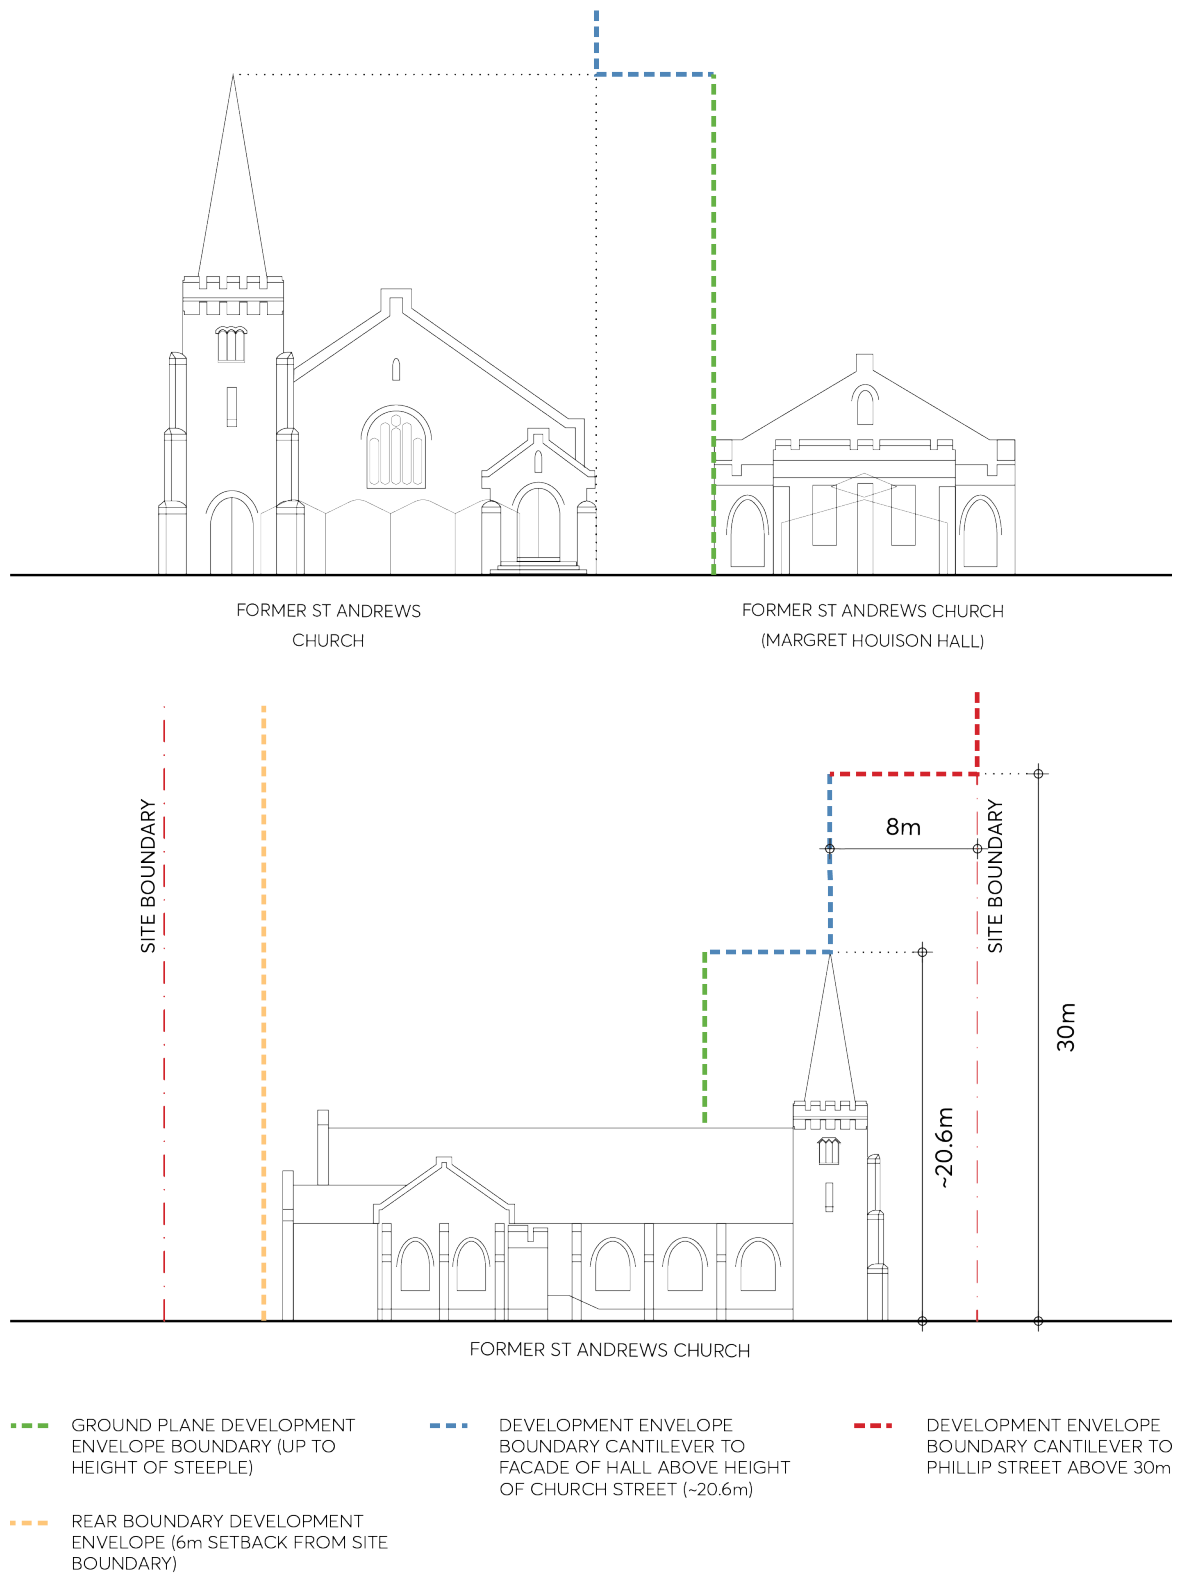 FORMER ST ANDREWS
CHURCH
FORMER ST ANDREWS CHURCH
(MARGRET HOUISON HALL)
SITE BOUNDARY
8m
SITE BOUNDARY
30m
~20.6m
FORMER ST ANDREWS CHURCH
GROUND PLANE DEVELOPMENT
ENVELOPE BOUNDARY (UP TO
HEIGHT OF STEEPLE)
DEVELOPMENT ENVELOPE
BOUNDARY CANTILEVER TO
FACADE OF HALL ABOVE HEIGHT
OF CHURCH STREET (~20.6m)
DEVELOPMENT ENVELOPE
BOUNDARY CANTILEVER TO
PHILLIP STREET ABOVE 30m
REAR BOUNDARY DEVELOPMENT
ENVELOPE (6m SETBACK FROM SITE
BOUNDARY)